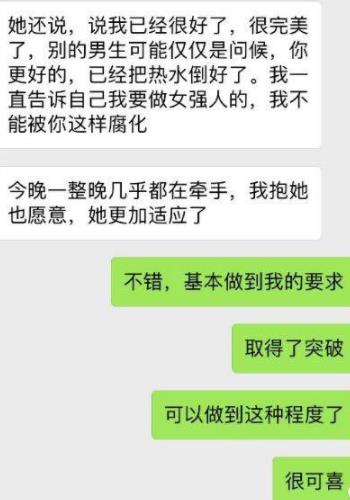 她还说，说我已经很好了，很完美
了，别的男生可能仅仅是问候，你
更好的，已经把热水倒好了。我一
直告诉自己我要做女强人的，我不
能被你这样腐化
今晚一整晚几乎都在牵手，我抱她
也愿意，她更加适应了
不错，基本做到我的要求
取得了突破
可以做到这种程度了
很可喜